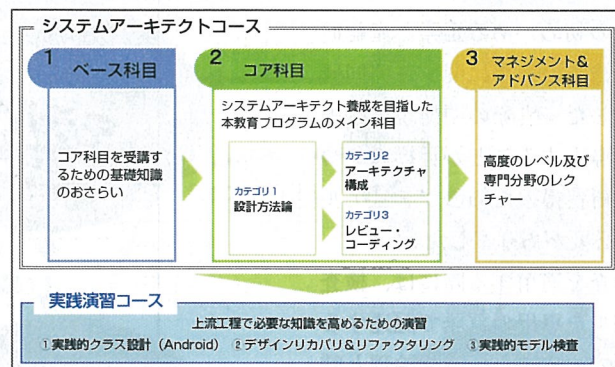 システムアーキテクトコース
1
ベース科目
コア科目を受講す
るための基礎知識
のおさらい
2
コア科目
システムアーキテクト養成を目指した
本教育プログラムのメイン科目
カテゴリ1
設計方法論
カテゴリ2
アーキテクチャ
構成
カテゴリ3
レビュー・
コーディング
3
マネジメント&
アドバンス科目
高度のレベル及び
専門分野のレク
チャー
実践演習コース
上流工程で必要な知識を高めるための演習
①実践的クラス設計（Android） ②デザインリカバリ&リファクタリング ③実践的モデル検査